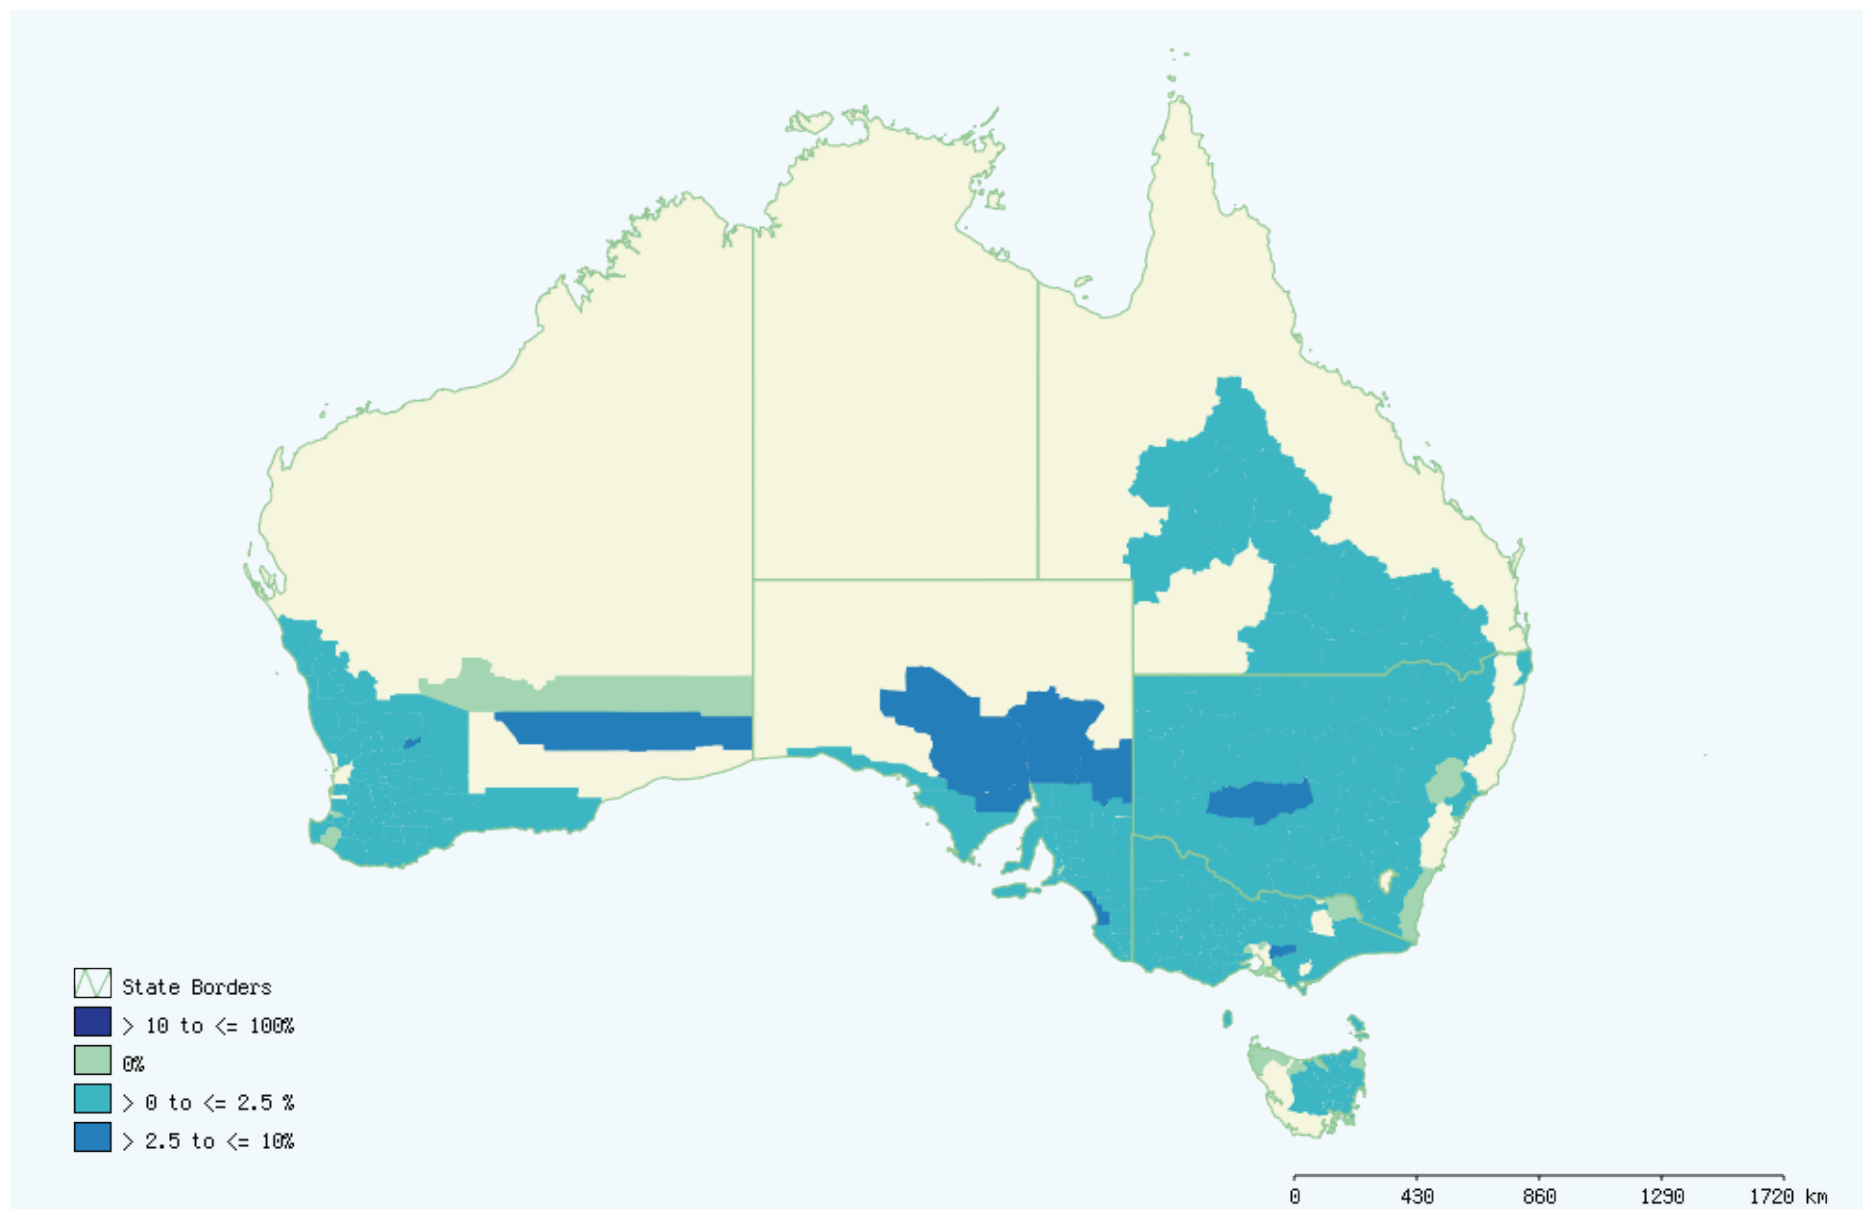 State Borders
> 10 to <= 100%
0%
> 0 to <= 2.5 %
> 2.5 to <= 10%
0 430 860 1290 1720 km